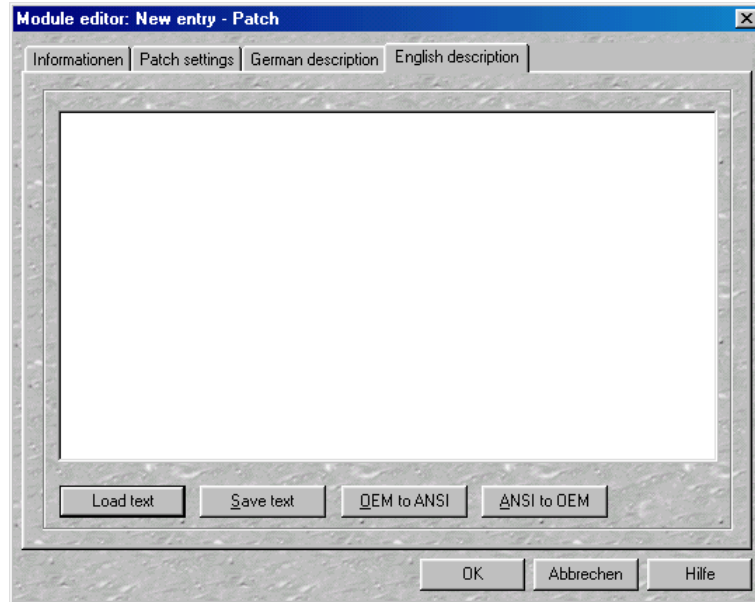 Module editor: New entry - Patch
Informationen Patch settings German description English description
Load text Save text OEM to ANSI ANSI to OEM
OK Abbrechen Hilfe